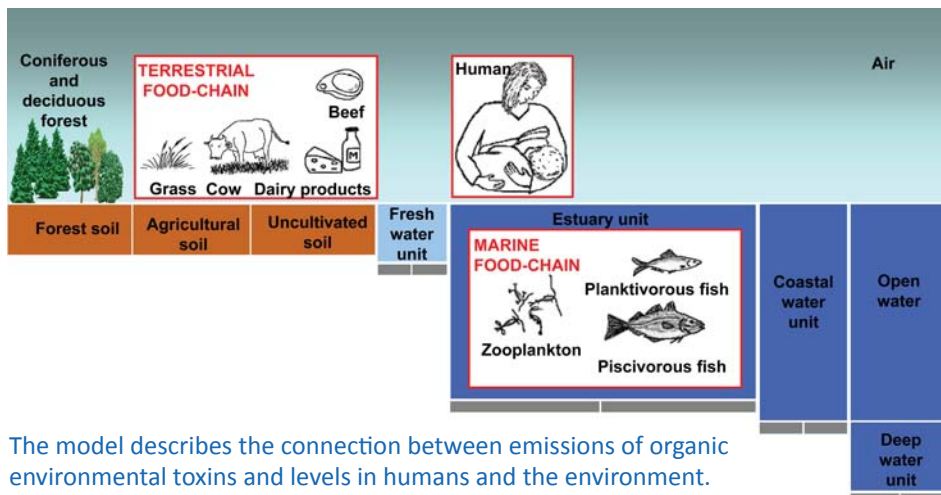 Coniferous
and
deciduous
forest
TERRESTRIAL
FOOD-CHAIN
Beef
M
Grass Cow Dairy products
Human
Air
Forest soil
Agricultural
soil
Uncultivated
soil
Fresh
water
unit
Estuary unit
MARINE
FOOD-CHAIN
Planktivorous fish
Zooplankton
Piscivorous fish
Coastal
water
unit
Open
water
Deep
water
unit
The model describes the connection between emissions of organic
environmental toxins and levels in humans and the environment.